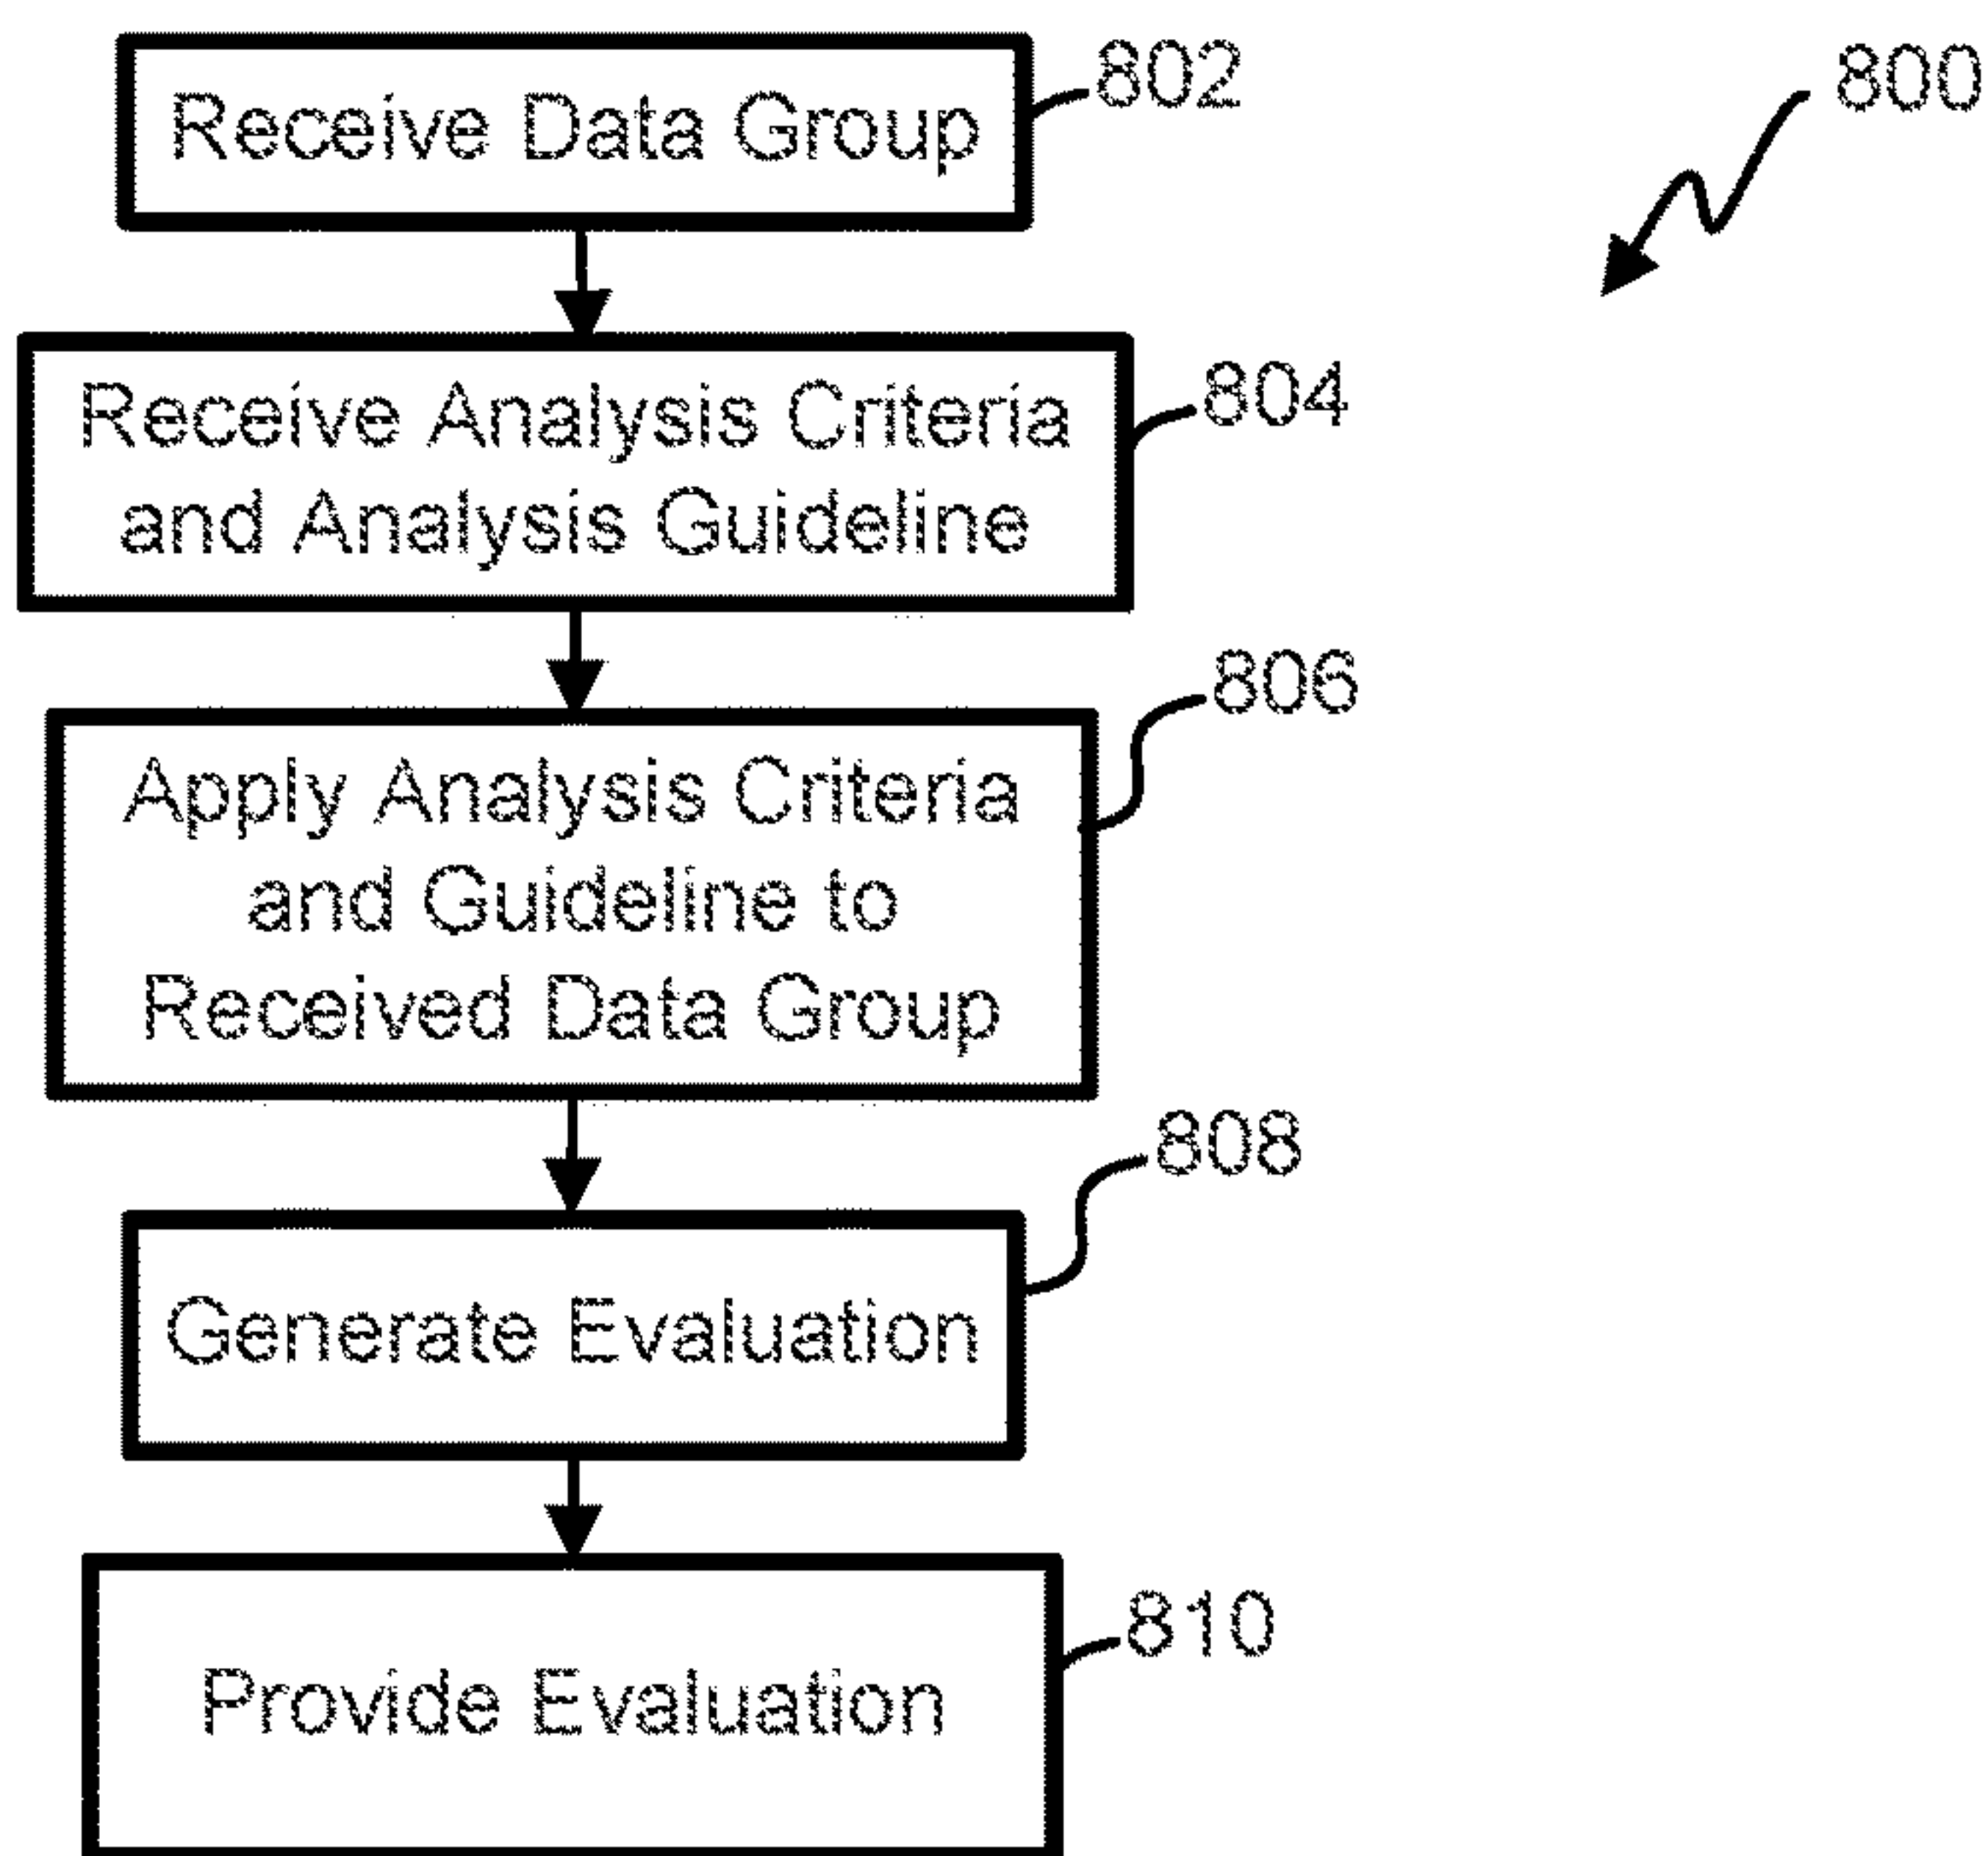 802
800
Receive Data Group
804
Receive Analysis Criteria
and Analysis Guideline
806
Apply Analysis Criteria
and Guideline to
Received Data Group
808
Generate Evaluation
810
Provide Evaluation